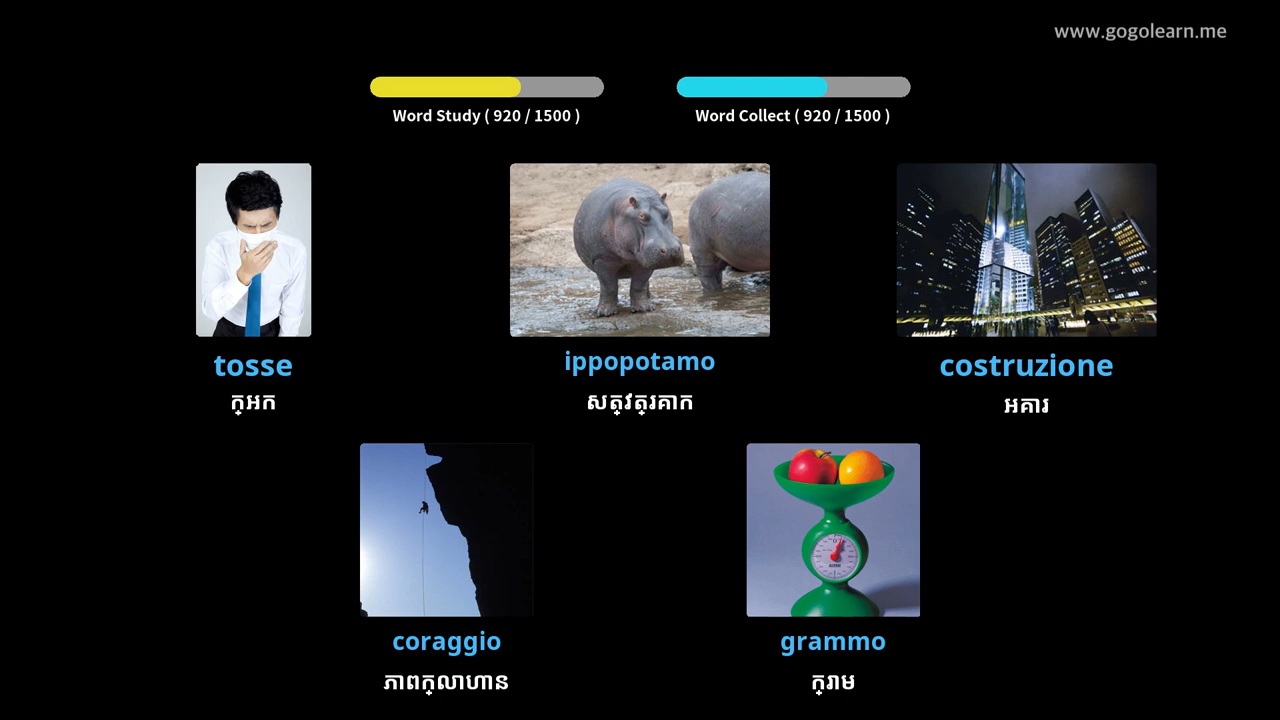 www.gogolearn.me
Word Study ( 920 / 1500 )
Word Collect ( 920 / 1500 )
tosse
ក្អក
ippopotamo
សត្វត្រគាក
costruzione
អគារ
coraggio
ភាពក្លាហាន
grammo
ក្រាម